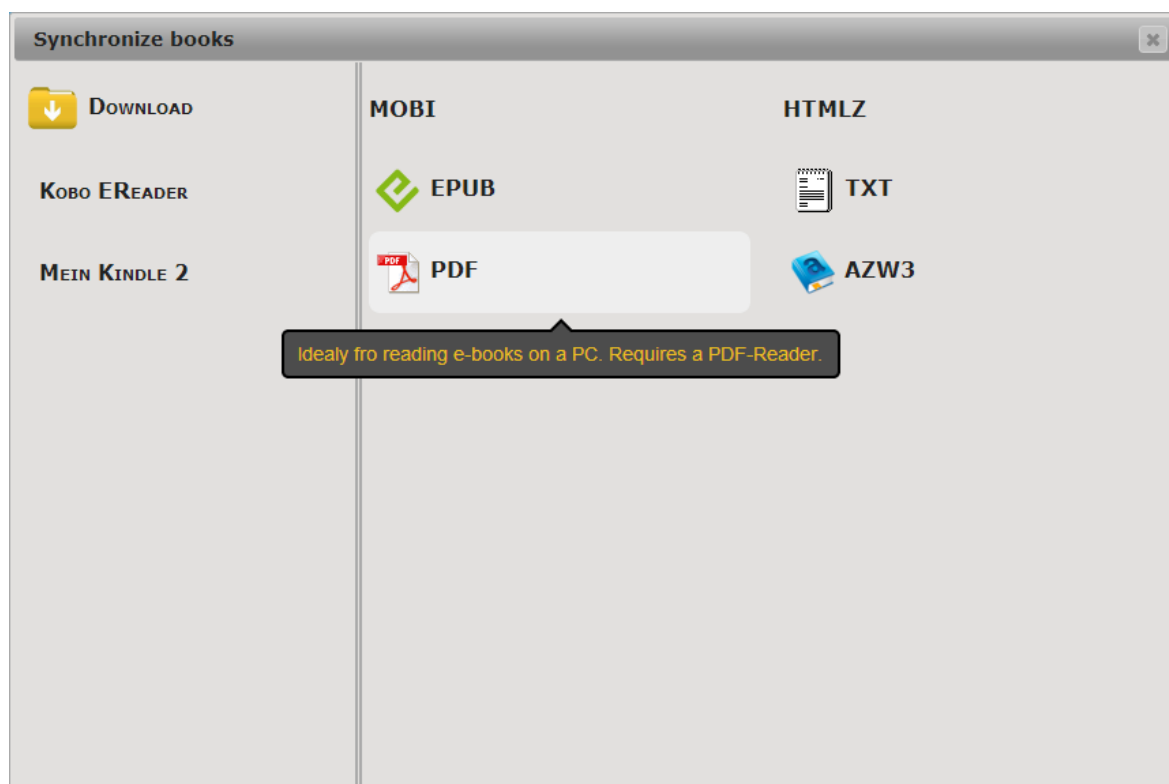 Synchronize books
Download
Kobo EReader
Mein Kindle 2
MOBI
HTMLZ
EPUB
TXT
PDF
PDF
AZW3
Idealy fro reading e-books on a PC. Requires a PDF-Reader.